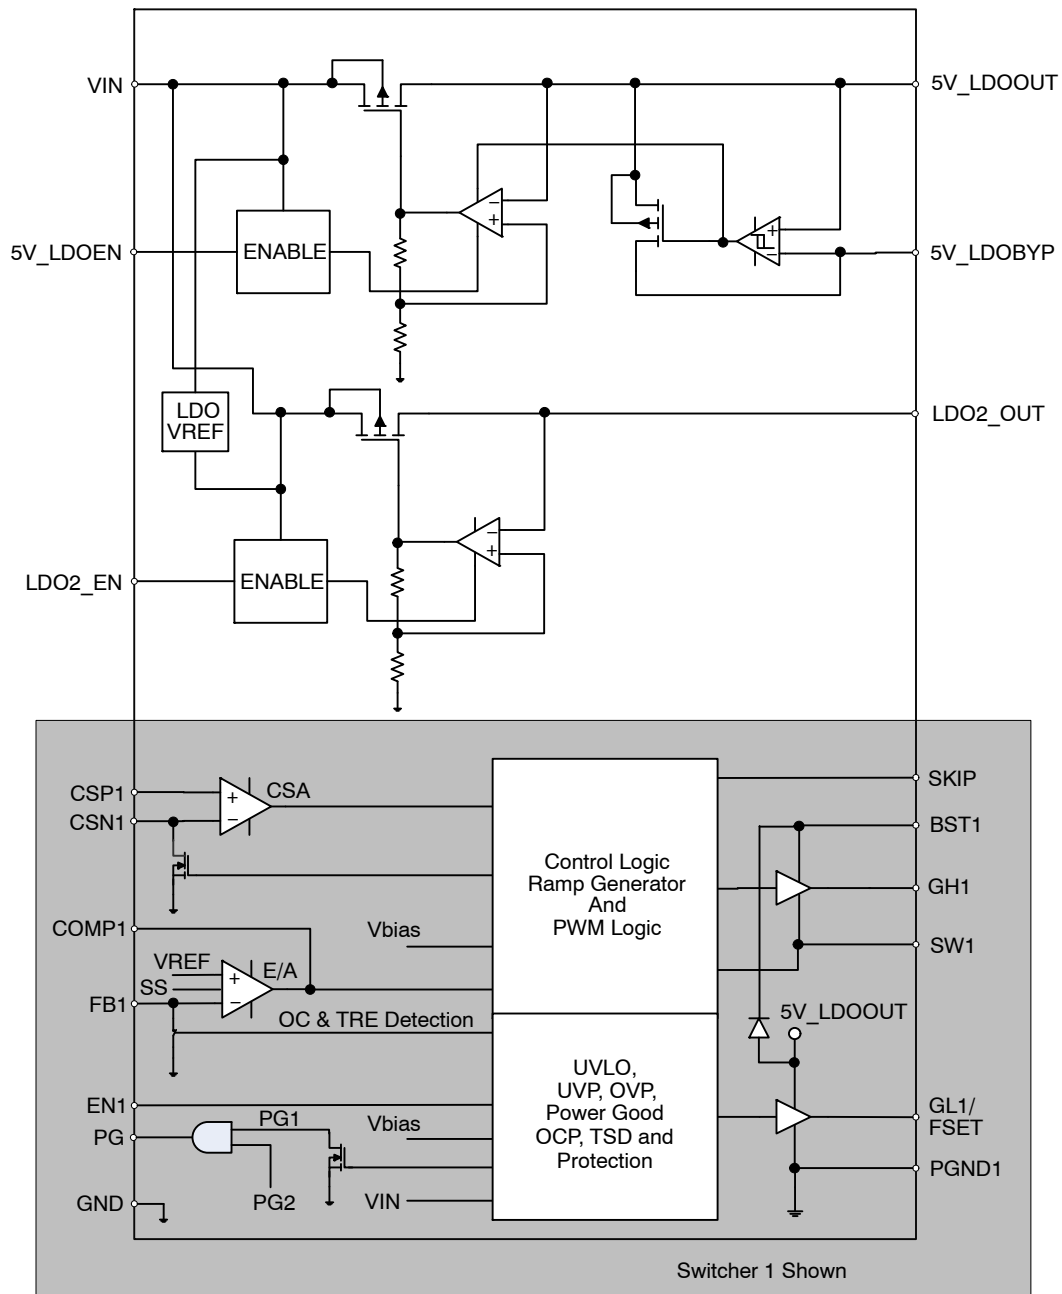 VIN
5V_LDOOUT
−
+
+
−
5V_LDOEN
ENABLE
5V_LDOBYP
LDO
VREF
LDO2_OUT
−
+
LDO2_EN
ENABLE
CSP1
+
CSA
CSN1
−
SKIP
BST1
Control Logic
Ramp Generator
And
PWM Logic
GH1
COMP1
Vbias
SW1
VREF
+
E/A
SS
FB1
−
OC & TRE Detection
5V_LDOOUT
UVLO,
UVP, OVP,
Power Good
OCP, TSD and
Protection
EN1
PG1
Vbias
GL1/
FSET
PG
PGND1
GND
PG2
VIN
Switcher 1 Shown